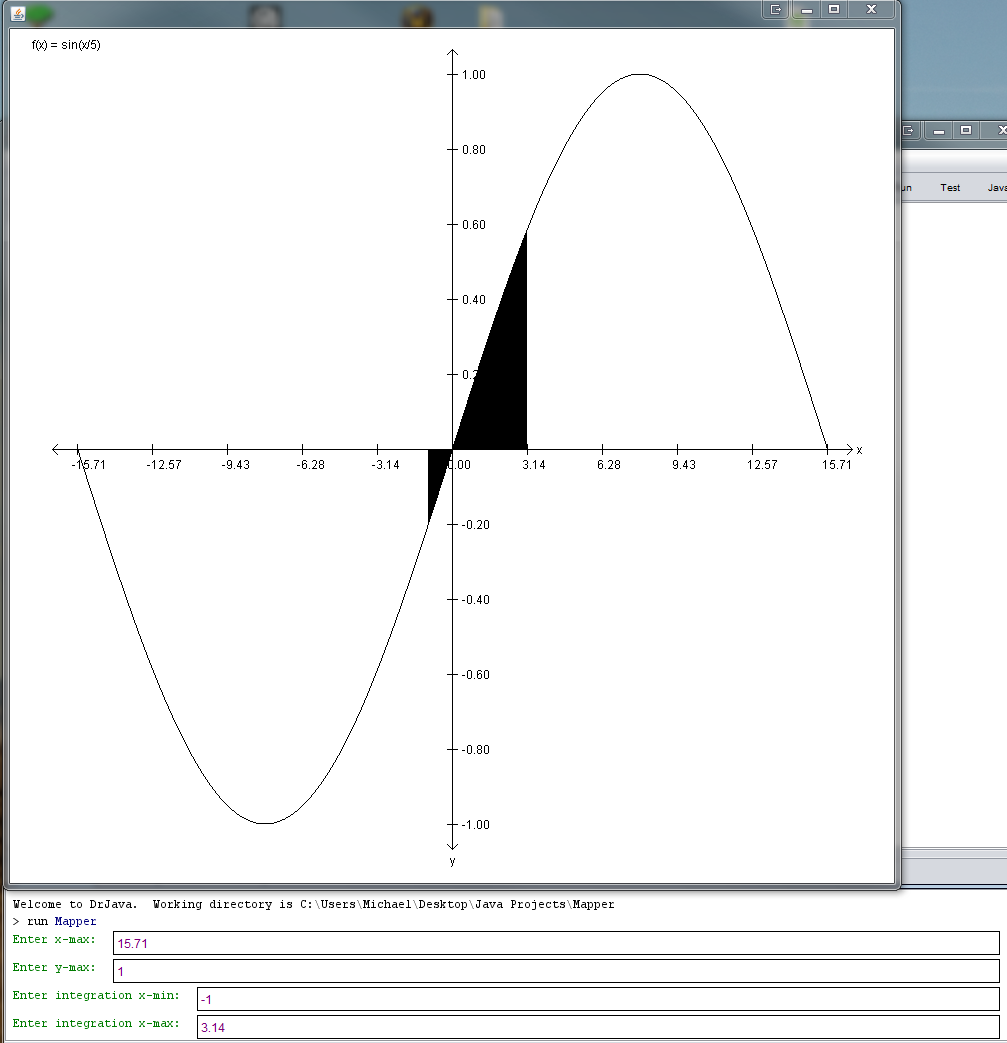 f(x) = sin(x/5)
1.00
0.80
0.60
0.40
-15.71 -12.57 -9.43 -6.28 -3.14 0.00 3.14 6.28 9.43 12.57 15.71 x
-0.20
-0.40
-0.60
-0.80
-1.00
y
Test Java
Welcome to DrJava. Working directory is C:\Users\Michael\Desktop\Java Projects\Mapper
> run Mapper
Enter x-max: 15.71
Enter y-max: 1
Enter integration x-min: -1
Enter integration x-max: 3.14